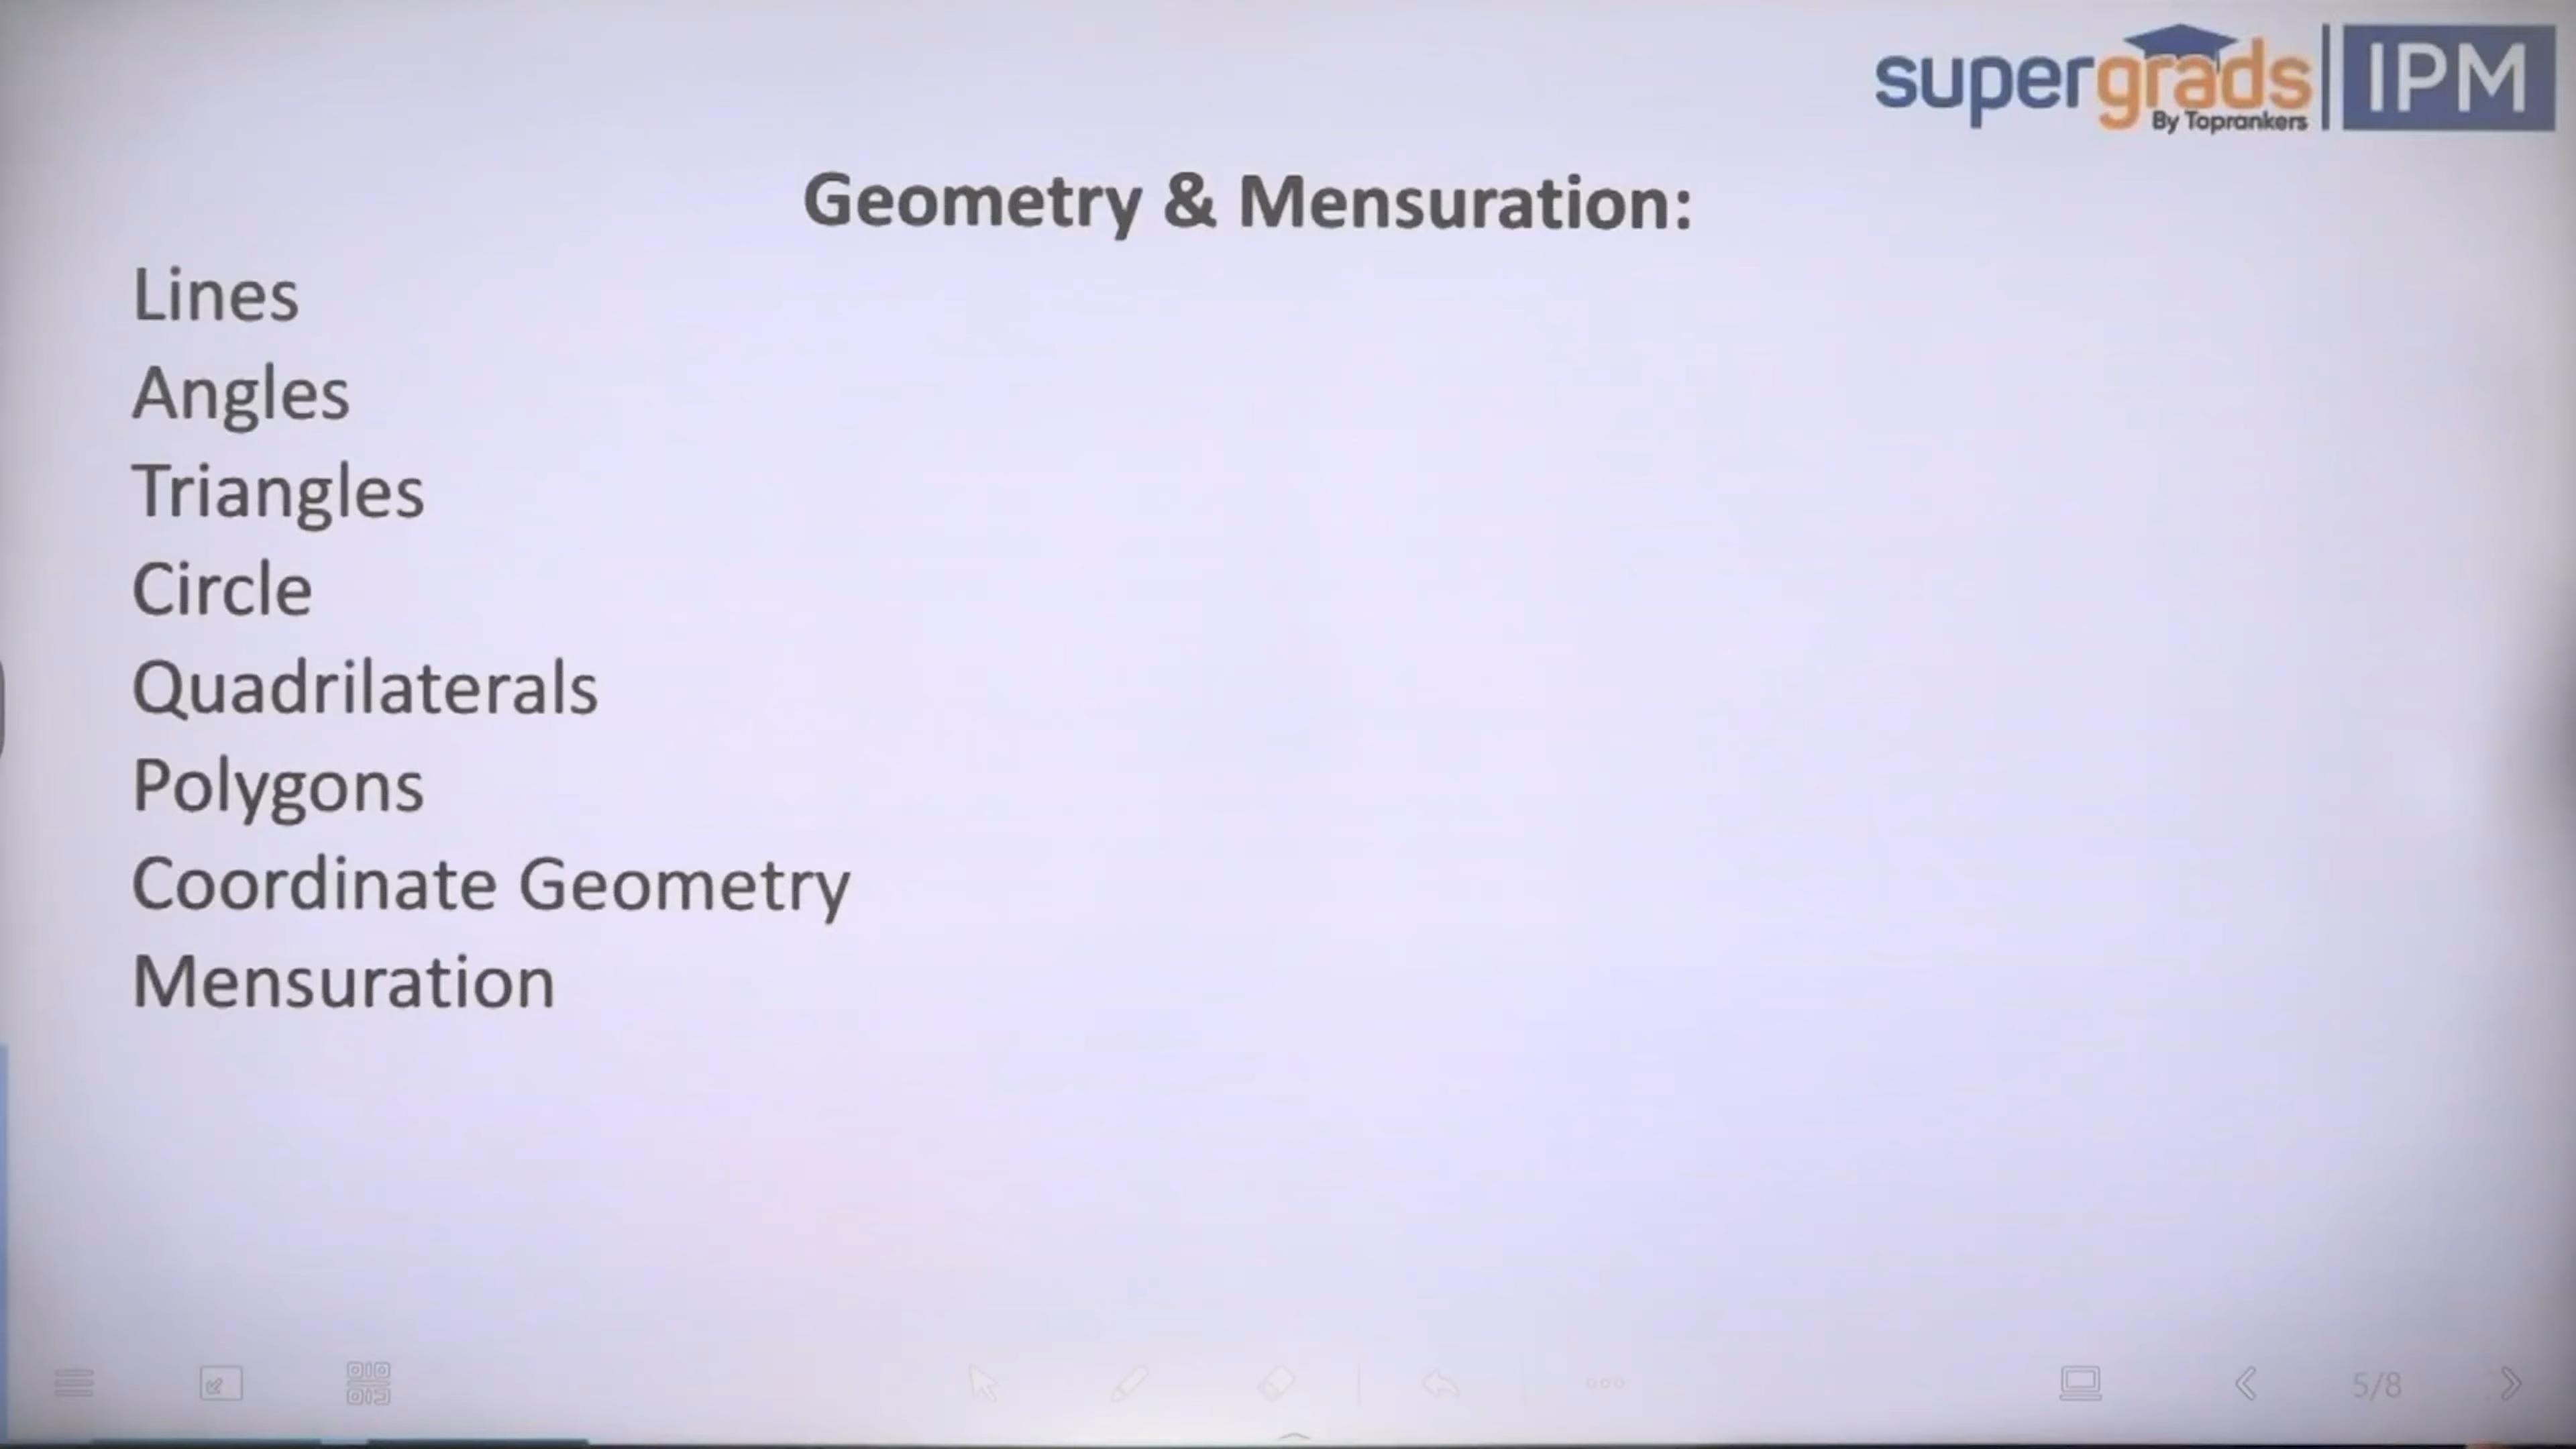 supergrads | IPM
By Toprankers
Geometry & Mensuration:
Lines
Angles
Triangles
Circle
Quadrilaterals
Polygons
Coordinate Geometry
Mensuration
5/8